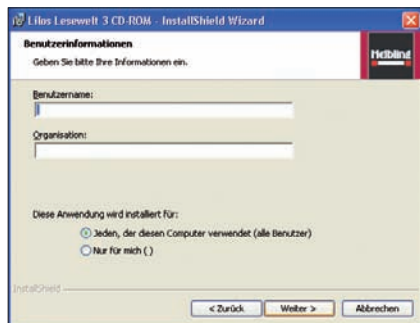 Lilos Lesewelt 3 CD-ROM - InstallShield Wizard
Benutzerinformationen
Geben Sie bitte Ihre Informationen ein.
HELBLING
Benutzername:
Organisation:
Diese Anwendung wird installiert für:
Jeden, der diesen Computer verwendet (alle Benutzer)
Nur für mich ( )
InstallShield
< Zurück
Weiter >
Abbrechen